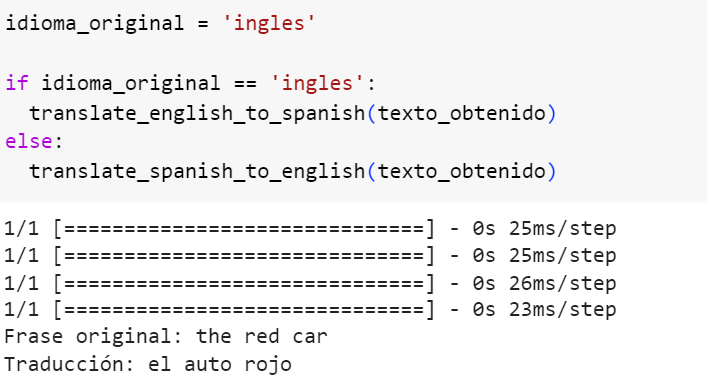 idioma_original = 'ingles'
if idioma_original == 'ingles':
  translate_english_to_spanish(texto_obtenido)
else:
  translate_spanish_to_english(texto_obtenido)
1/1 [==============================] - 0s 25ms/step
1/1 [==============================] - 0s 25ms/step
1/1 [==============================] - 0s 26ms/step
1/1 [==============================] - 0s 23ms/step
Frase original: the red car
Traducción: el auto rojo